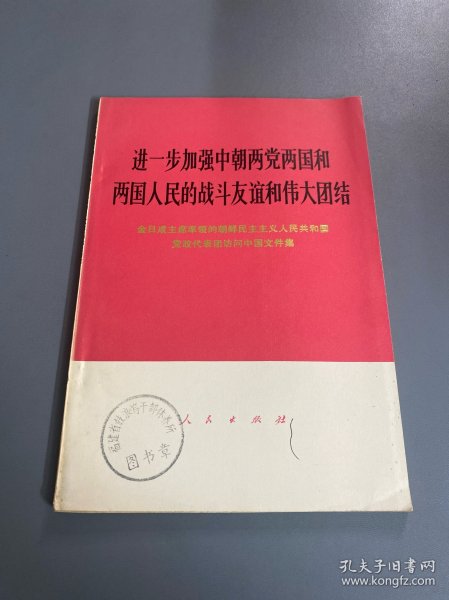 进一步加强中朝两党两国和
两国人民的战斗友谊和伟大团结
金日成主席率领的朝鲜民主主义人民共和国
党政代表团访问中国文件集
人民出版社
图书章
孔夫子旧书网
www.kongfz.com